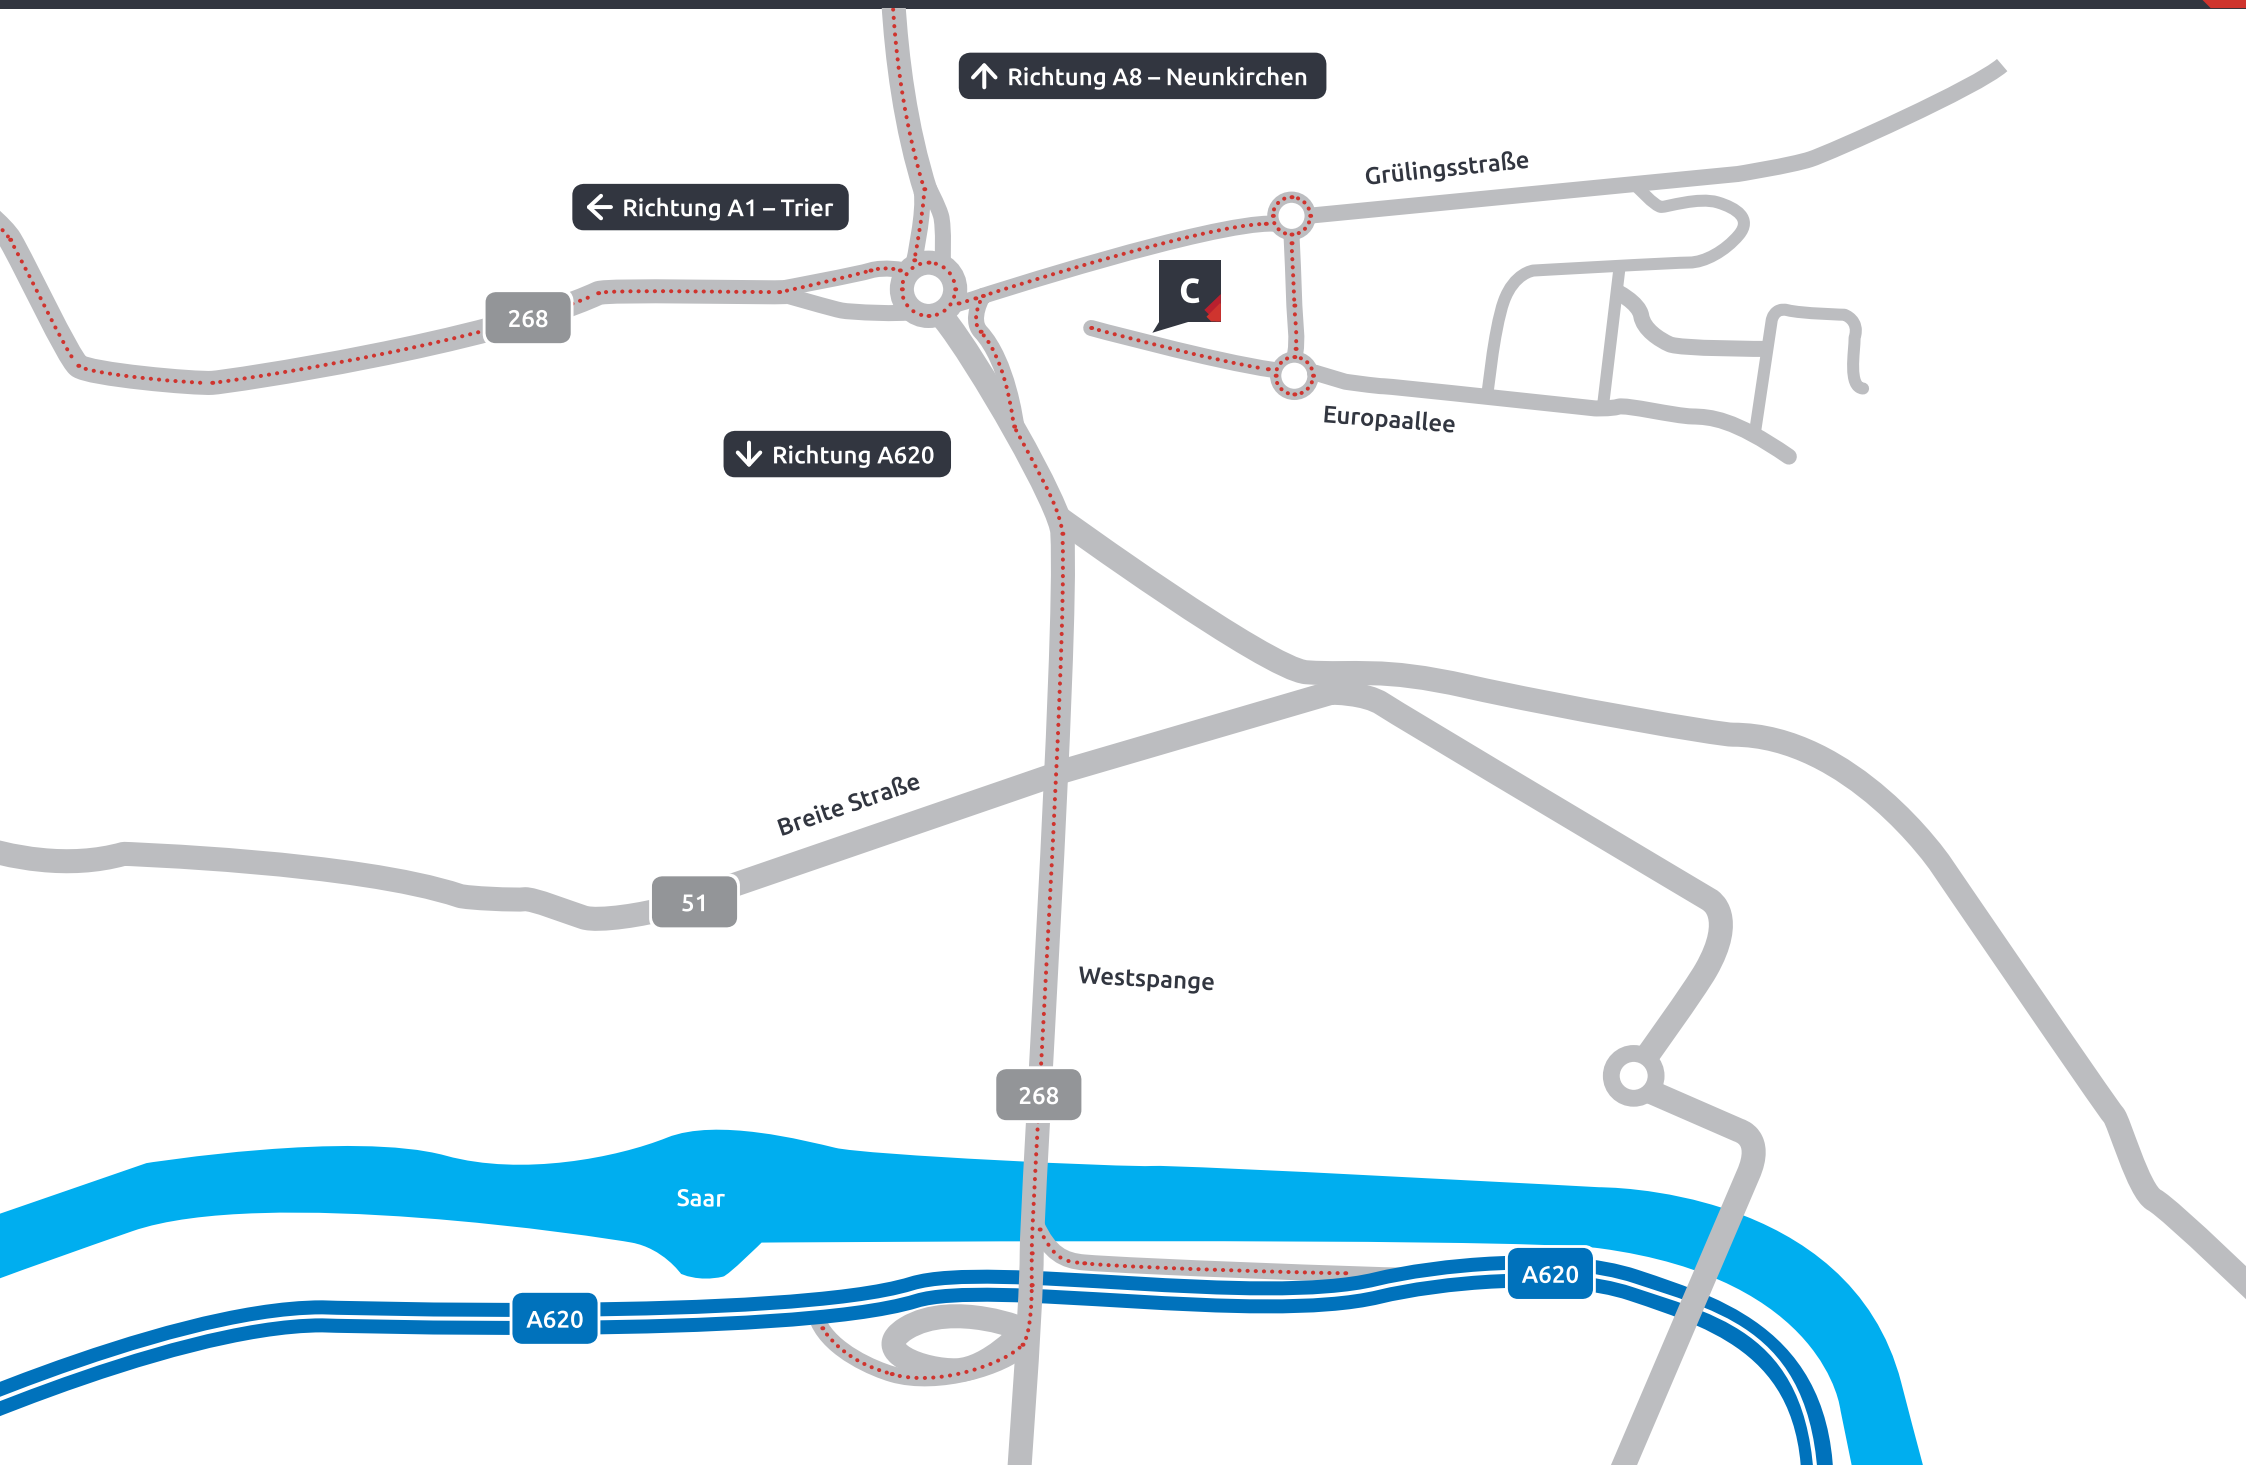 Richtung A8 – Neunkirchen
Grülingsstraße
Richtung A1 – Trier
C
268
Europaallee
Richtung A620
Breite Straße
51
Westspange
268
Saar
A620
A620